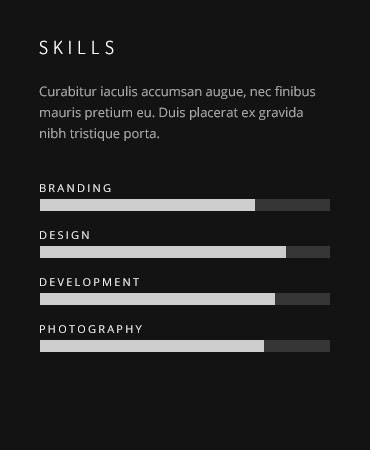 SKILLS
Curabitur iaculis accumsan augue, nec finibus
mauris pretium eu. Duis placerat ex gravida
nibh tristique porta.
BRANDING
DESIGN
DEVELOPMENT
PHOTOGRAPHY